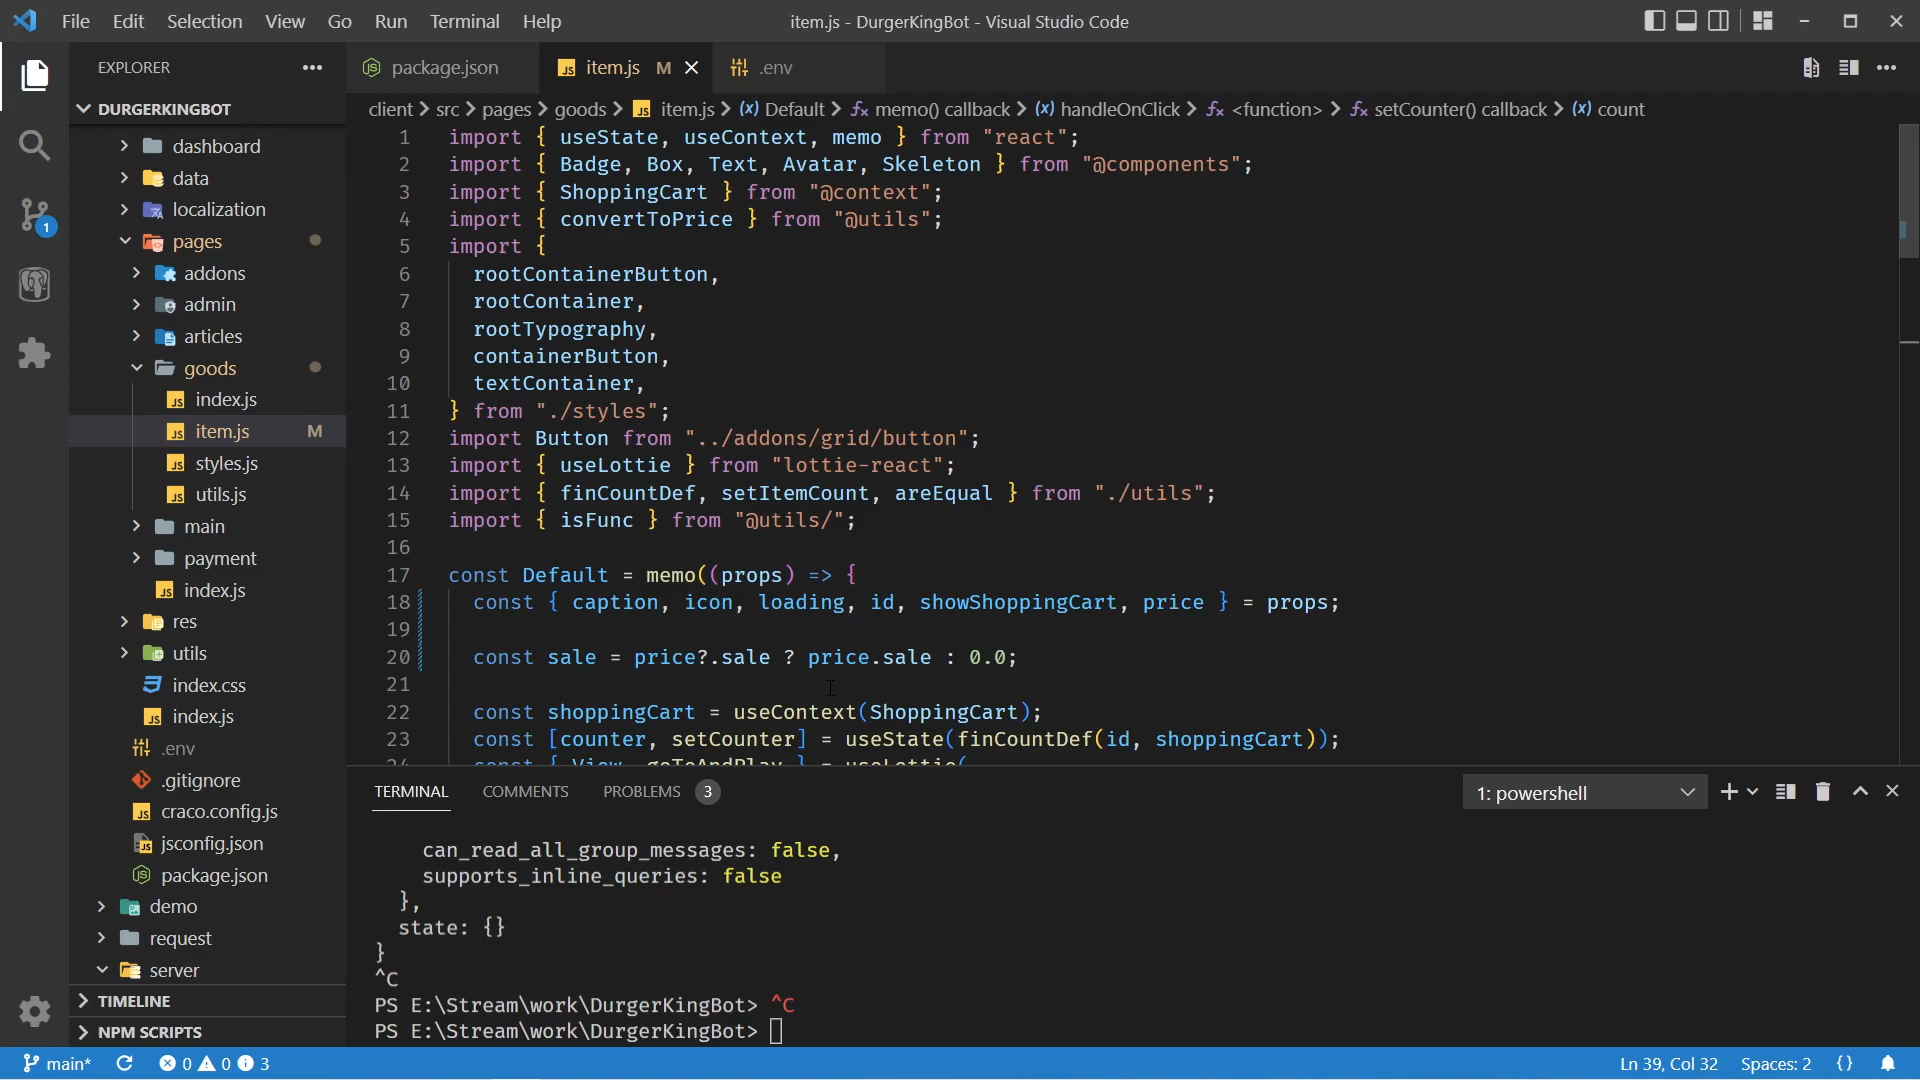 File Edit Selection View Go Run Terminal Help
item.js - DurgerKingBot - Visual Studio Code
EXPLORER
DURGERKINGBOT
dashboard
data
localization
pages
addons
admin
articles
goods
index.js
item.js M
styles.js
utils.js
main
payment
index.js
res
utils
index.css
index.js
.env
.gitignore
craco.config.js
jsconfig.json
package.json
demo
request
server
TIMELINE
NPM SCRIPTS
package.json
item.js M
.env
client > src > pages > goods > item.js > Default > memo() callback > handleOnClick > <function> > setCounter() callback > count
1 import { useState, useContext, memo } from "react";
2 import { Badge, Box, Text, Avatar, Skeleton } from "@components";
3 import { ShoppingCart } from "@context";
4 import { convertToPrice } from "@utils";
5 import {
6 rootContainerButton,
7 rootContainer,
8 rootTypography,
9 containerButton,
10 textContainer,
11 } from "./styles";
12 import Button from "../addons/grid/button";
13 import { useLottie } from "lottie-react";
14 import { finCountDef, setItemCount, areEqual } from "./utils";
15 import { isFunc } from "@utils/";
16
17 const Default = memo((props) => {
18 const { caption, icon, loading, id, showShoppingCart, price } = props;
19
20 const sale = price?.sale ? price.sale : 0.0;
21
22 const shoppingCart = useContext(ShoppingCart);
23 const [counter, setCounter] = useState(finCountDef(id, shoppingCart));
24 const { View, goToAndPlay } = useLottie(
TERMINAL COMMENTS PROBLEMS 3
1: powershell
can_read_all_group_messages: false,
supports_inline_queries: false
},
state: {}
}
^C
PS E:\Stream\work\DurgerKingBot> ^C
PS E:\Stream\work\DurgerKingBot>
1
main* 0 0 3
Ln 39, Col 32 Spaces: 2 {}